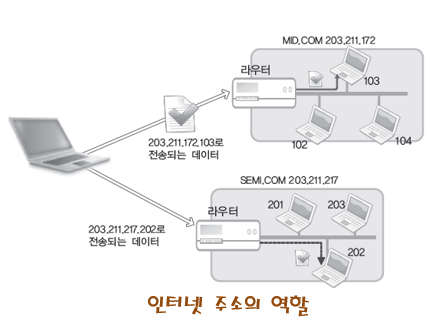 MID.COM 203,211,172
라우터
103
203,211,172,103로
전송되는 데이터
102
104
SEMI.COM 203,211,217
201
203
라우터
203,211,217,202로
전송되는 데이터
202
인터넷 주소의 역할